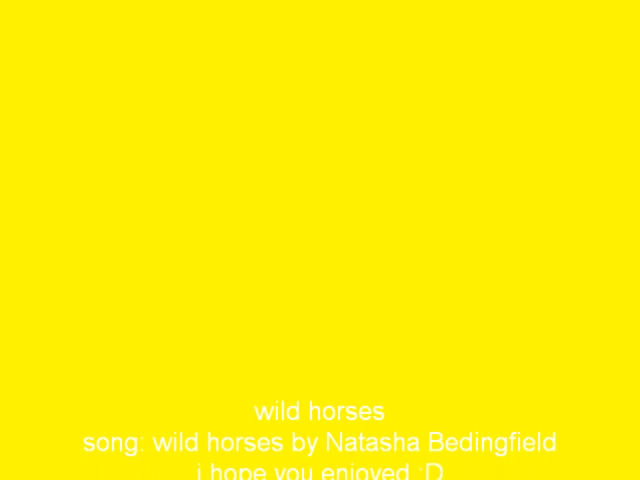 wild horses
song: wild horses by Natasha Bedingfield
i hope you enjoyed :D